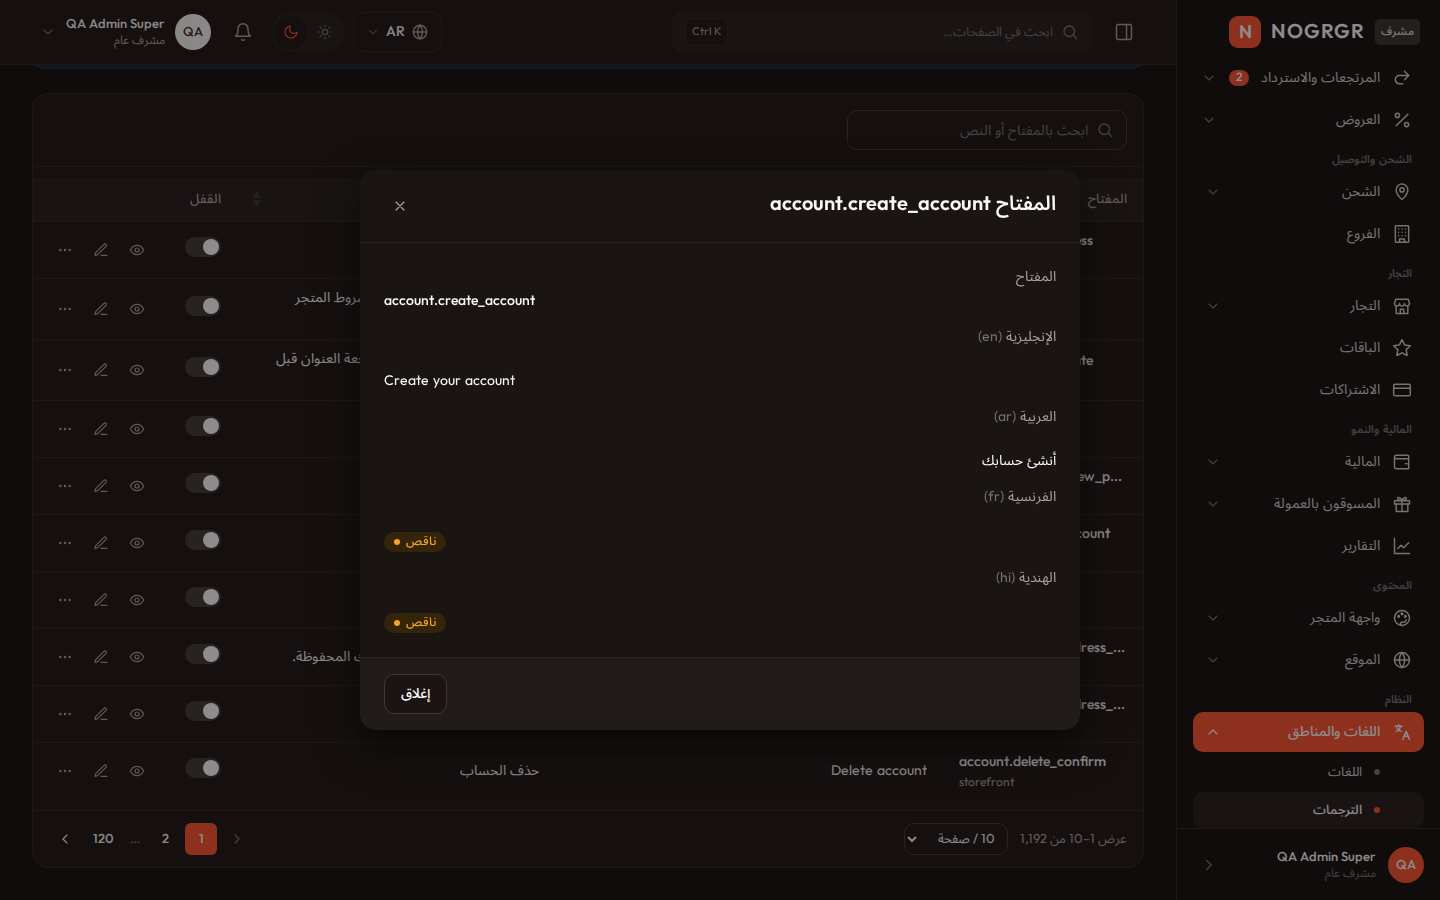 مشرف
NOGRGR
N
ابحث في الصفحات...
Ctrl K
AR
QA
QA Admin Super
مشرف عام
المرتجعات والاسترداد
2
العروض
الشحن والتوصيل
الشحن
الفروع
التجار
التجار
الباقات
الاشتراكات
المالية والنمو
المالية
المسوقون بالعمولة
التقارير
المحتوى
واجهة المتجر
الموقع
النظام
اللغات والمناطق
اللغات
الترجمات
QA
QA Admin Super
مشرف عام
ابحث بالمفتاح أو النص
المفتاح
القفل
المفتاح account.create_account
المفتاح
account.create_account
الإنجليزية (en)
Create your account
العربية (ar)
أنشئ حسابك
الفرنسية (fr)
ناقص
الهندية (hi)
ناقص
إغلاق
account.delete_confirm
storefront
Delete account
حذف الحساب
عرض 1–10 من 1,192
10 / صفحة
1
2
...
120